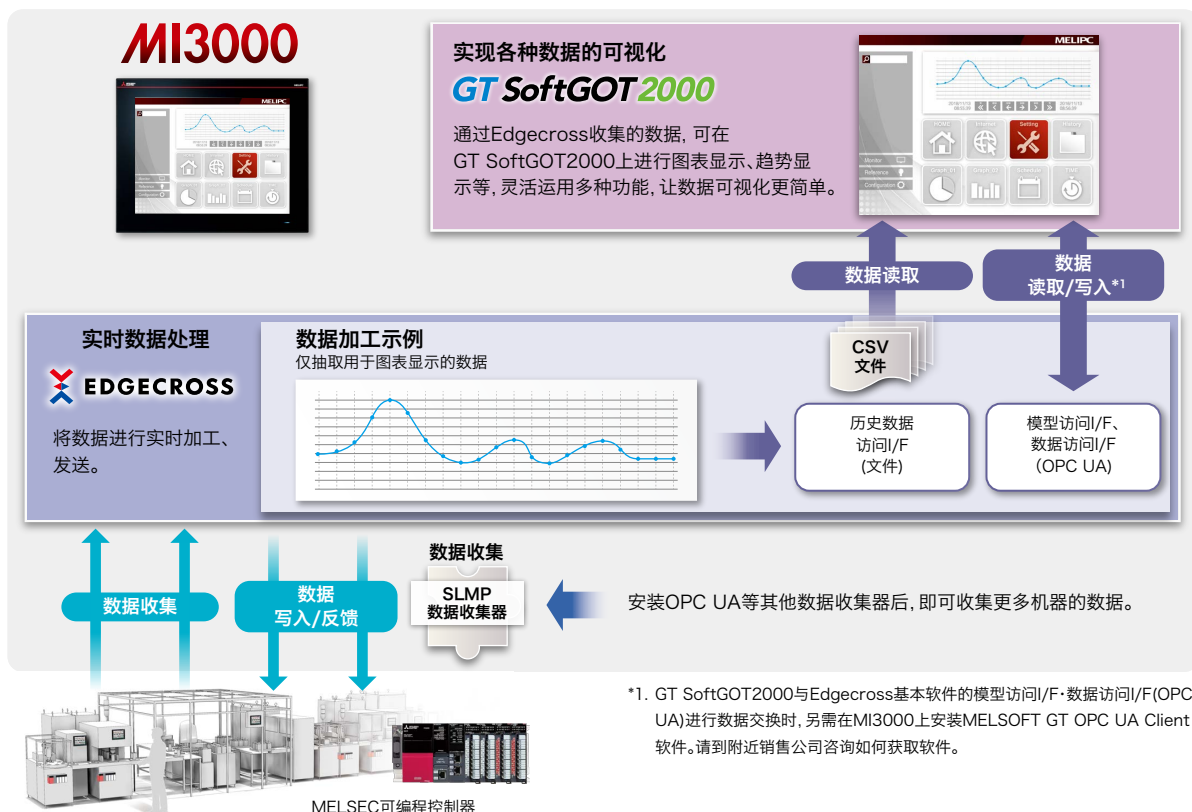 MI3000
MELIPC
实现各种数据的可视化
GT SoftGOT2000
通过Edgecross收集的数据, 可在
GT SoftGOT2000上进行图表显示、趋势显
示等, 灵活运用多种功能, 让数据可视化更简单。
MELIPC
Setting
History
Monitor
Reference
Configuration
Graph_01
Graph_02
Schedule
TIME
数据读取
数据
读取/写入*1
实时数据处理
EDGECROSS
将数据进行实时加工、
发送。
数据加工示例
仅抽取用于图表显示的数据
CSV
文件
历史数据
访问I/F
(文件)
模型访问I/F、
数据访问I/F
(OPC UA)
数据收集
数据
写入/反馈
数据收集
SLMP
数据收集器
安装OPC UA等其他数据收集器后, 即可收集更多机器的数据。
*1. GT SoftGOT2000与Edgecross基本软件的模型访问I/F·数据访问I/F(OPC
UA)进行数据交换时, 另需在MI3000上安装MELSOFT GT OPC UA Client
软件。请到附近销售公司咨询如何获取软件。
MELSEC可编程控制器